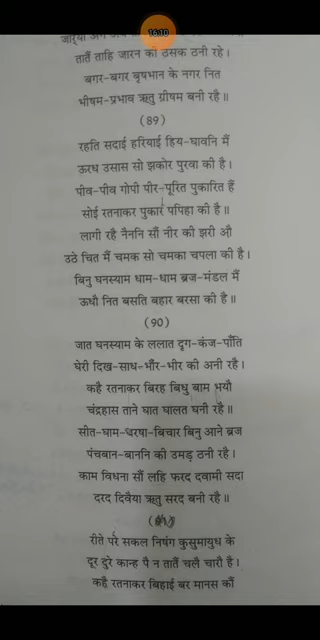 16:10
तातैं ताहि जारन की ठसक ठनी रहै।
बगर-बगर बृषभान के नगर नित
भीषम-प्रभाव ऋतु ग्रीषम बनी रहै॥
(89)
रहति सदाई हरियाई हिय-घावनि मैं
ऊरध उसास सो झकोर पुरवा की है।
पीव-पीव गोपी पीर-पूरित पुकारित हैं
सोई रतनाकर पुकार पपिहा की है॥
लागी रहै नैननि सौं नीर की झरी औ
उठे चित मैं चमक सो चमका चपला की है।
बिनु घनस्याम धाम-धाम ब्रज-मंडल मैं
ऊधौ नित बसति बहार बरसा की है॥
(90)
जात घनस्याम के ललात दृग-कंज-पाँति
घेरी दिख-साध-भौंर-भीर की अनी रहै।
कहै रतनाकर बिरह बिधु बाम भयौ
चंद्रहास ताने घात घालत घनी रहै॥
सीत-घाम-बरषा-बिचार बिनु आने ब्रज
पंचबान-बाननि की उमड़ ठनी रहै।
काम विधना सौं लहि फरद दवामी सदा
दरद दिवैया ऋतु सरद बनी रहै॥
रीते परे सकल निषंग कुसुमायुध के
दूर दुरे कान्ह पै न तातैं चलै चारौ है।
कहै रतनाकर बिहाई बर मानस कौं